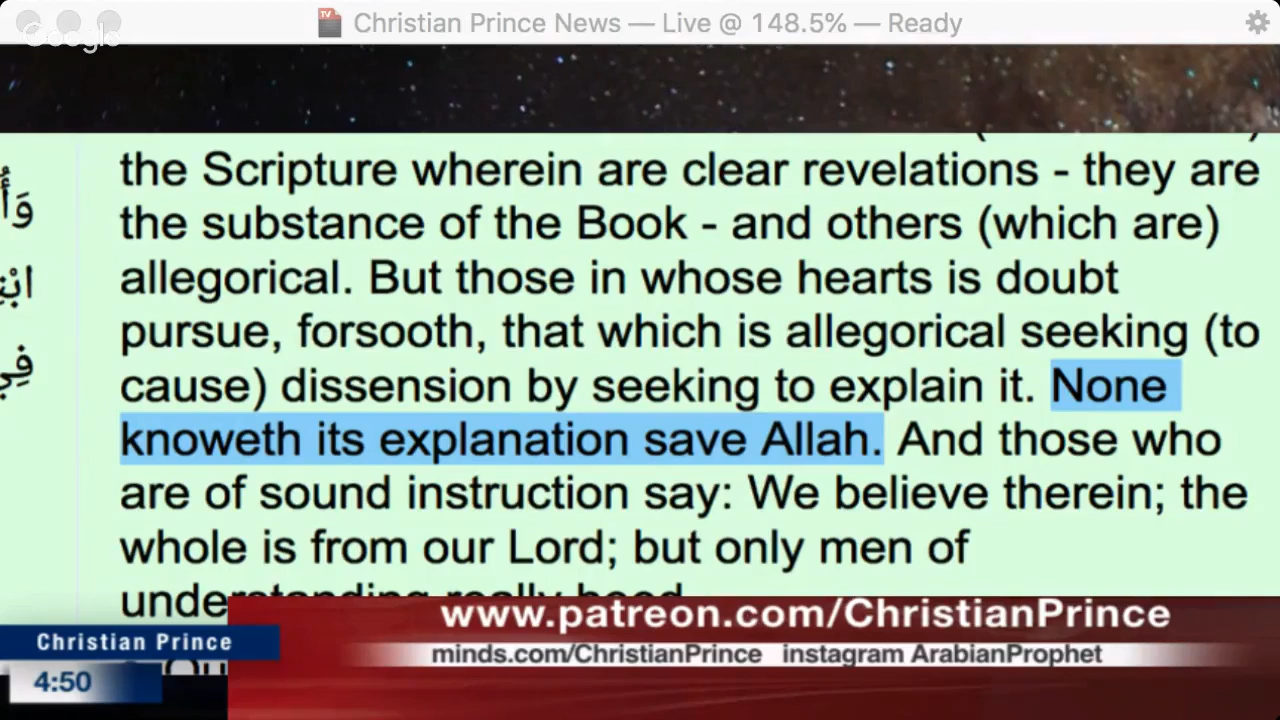 Christian Prince News — Live @ 148.5% — Ready
Google
the Scripture wherein are clear revelations - they are
the substance of the Book - and others (which are)
allegorical. But those in whose hearts is doubt
pursue, forsooth, that which is allegorical seeking (to
cause) dissension by seeking to explain it. None
knoweth its explanation save Allah. And those who
are of sound instruction say: We believe therein; the
whole is from our Lord; but only men of
understanding really heed.
www.patreon.com/ChristianPrince
Christian Prince
minds.com/ChristianPrince instagram ArabianProphet
4:50